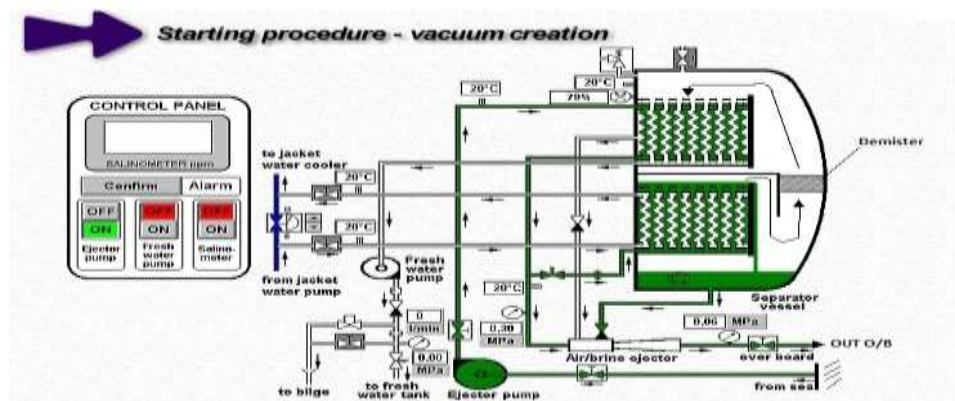 Starting procedure - vacuum creation
CONTROL PANEL
SALINOMETER ppm
Confirm Alarm
OFF OFF OFF
ON ON ON
Ejector pump
Fresh water pump
Salino-meter
to jacket
water cooler
20°C
20°C
from jacket
water pump
20°C
20°C
79%
Demister
Fresh
water
pump
20°C
0
l/min
0,00
MPa
0,30
MPa
to bilge
to fresh
water tank
Ejector pump
Air/brine ejector
Separator
vessel
0,06 MPa
over board
OUT O/B
from sea